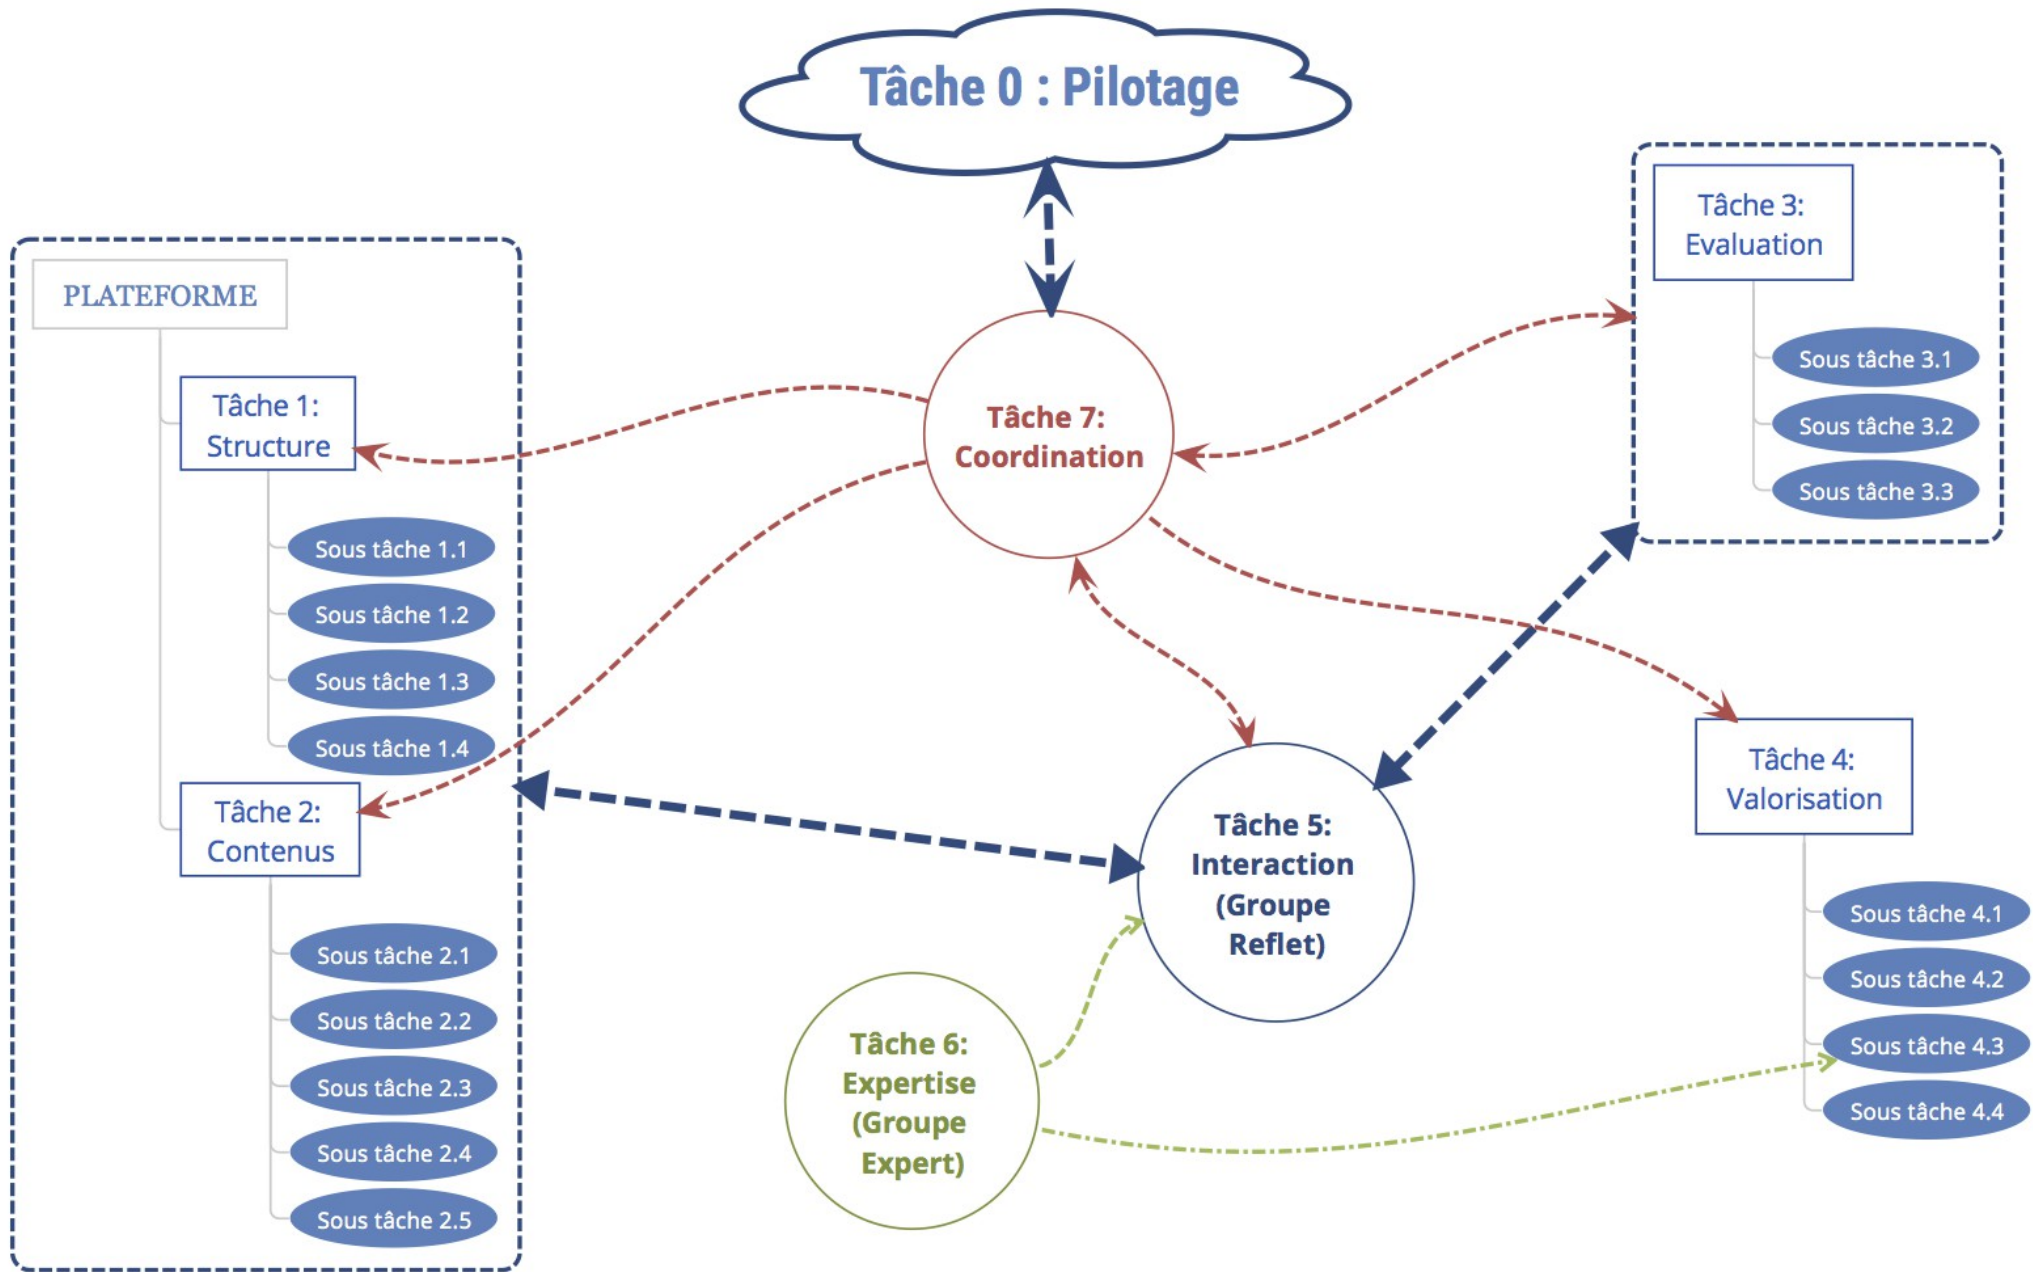 Tâche 0 : Pilotage
PLATEFORME
Tâche 1:
Structure
Sous tâche 1.1
Sous tâche 1.2
Sous tâche 1.3
Sous tâche 1.4
Tâche 2:
Contenus
Sous tâche 2.1
Sous tâche 2.2
Sous tâche 2.3
Sous tâche 2.4
Sous tâche 2.5
Tâche 7:
Coordination
Tâche 5:
Interaction
(Groupe
Reflet)
Tâche 6:
Expertise
(Groupe
Expert)
Tâche 3:
Evaluation
Sous tâche 3.1
Sous tâche 3.2
Sous tâche 3.3
Tâche 4:
Valorisation
Sous tâche 4.1
Sous tâche 4.2
Sous tâche 4.3
Sous tâche 4.4